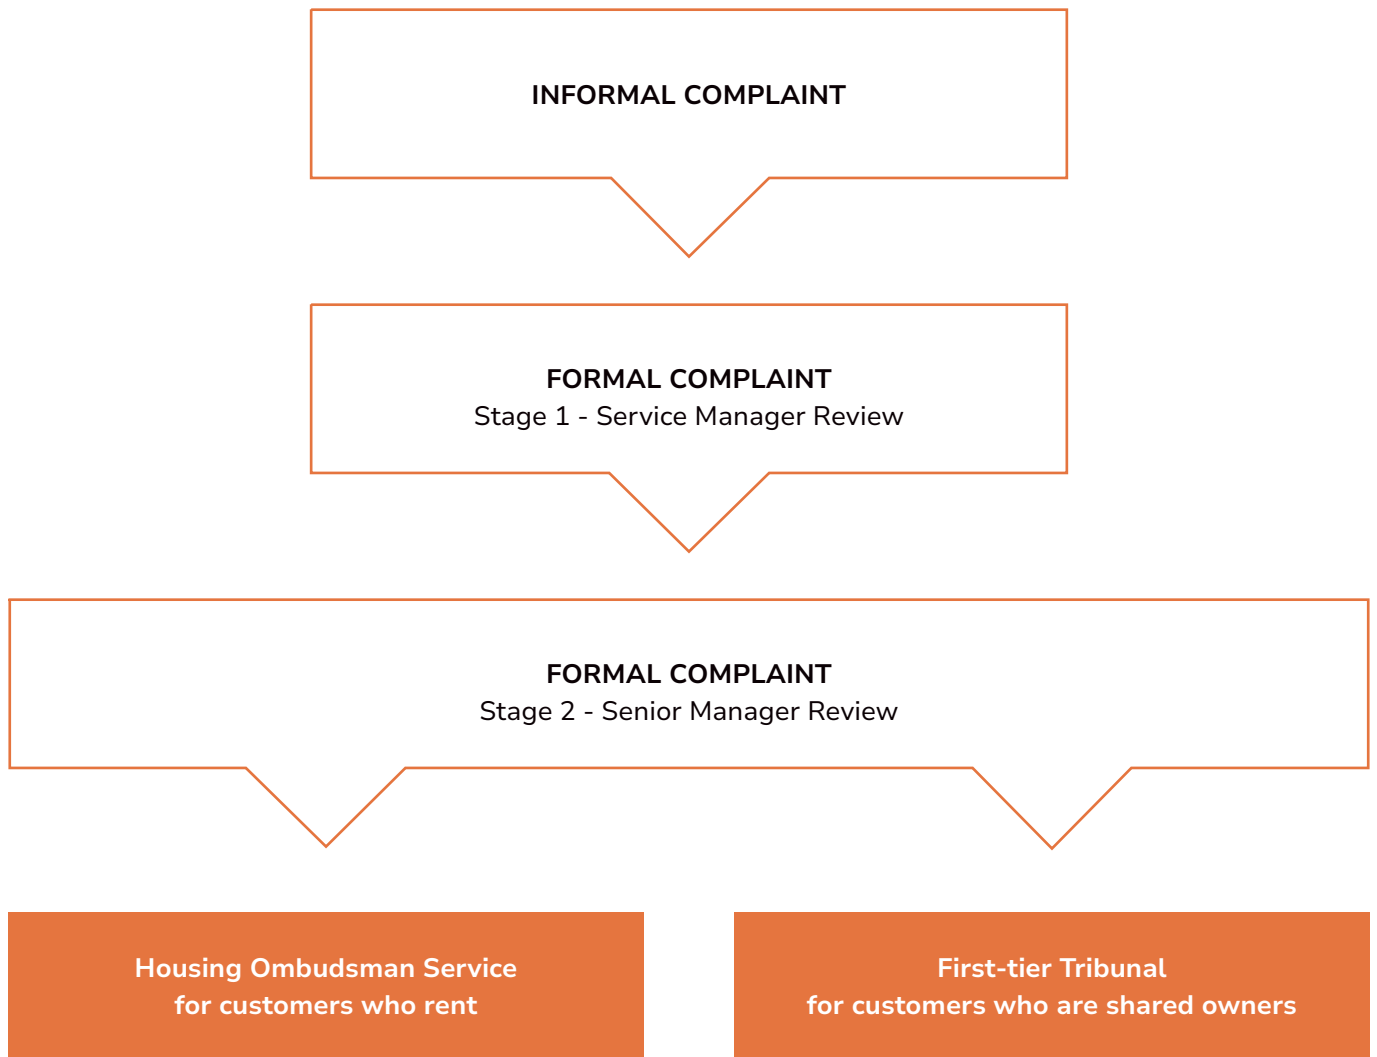 INFORMAL COMPLAINT
FORMAL COMPLAINT
Stage 1 - Service Manager Review
FORMAL COMPLAINT
Stage 2 - Senior Manager Review
Housing Ombudsman Service
for customers who rent
First-tier Tribunal
for customers who are shared owners